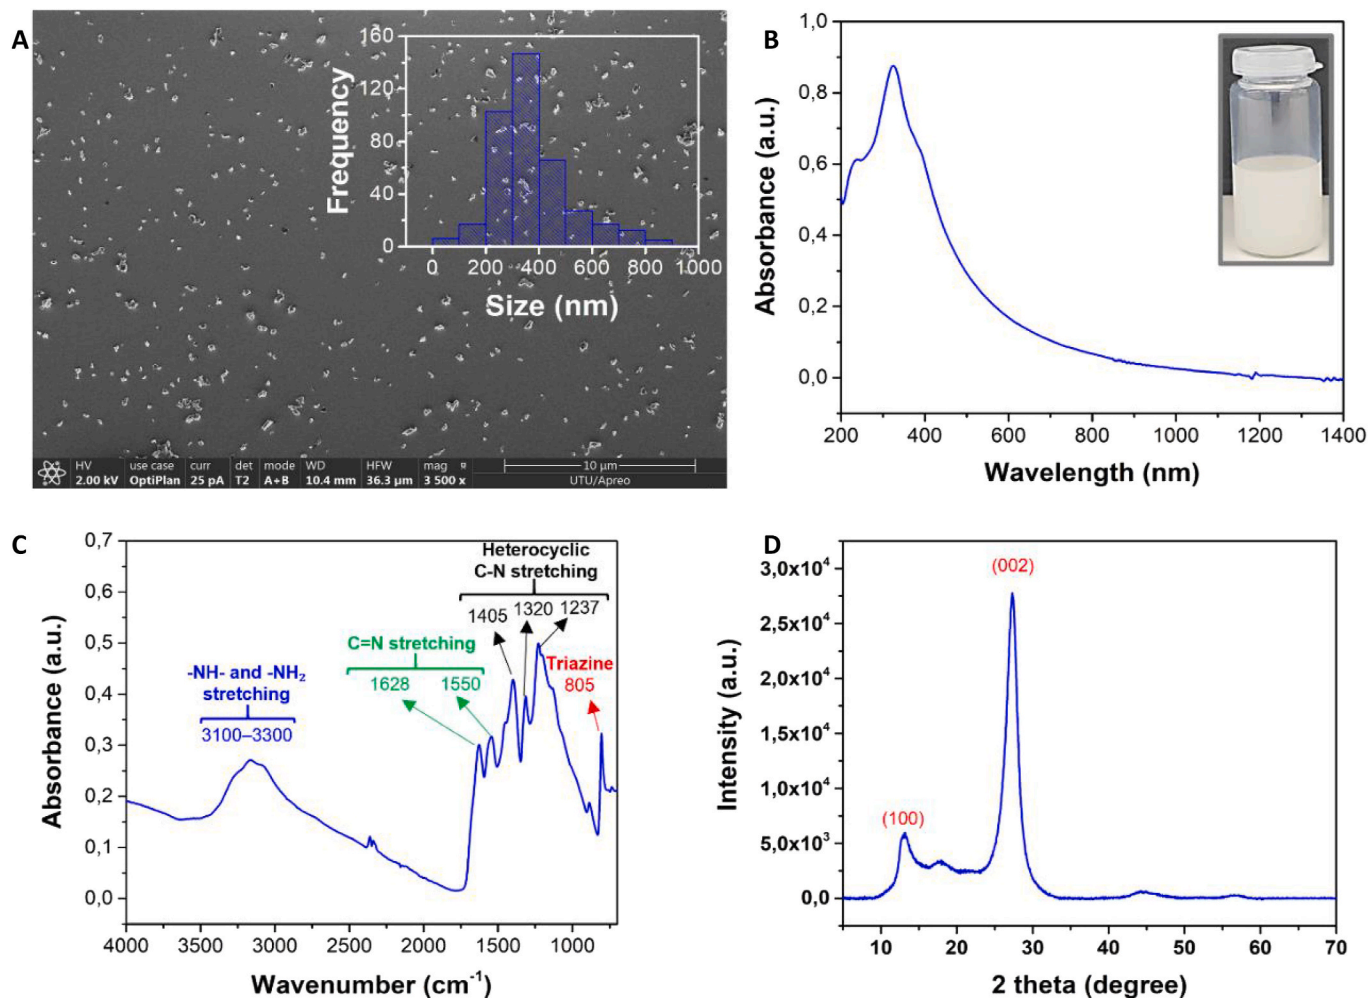 A
160
120
80
40
0
Frequency
0 200 400 600 800 1000
Size (nm)
HV use case curr det mode WD HFW mag
2.00 kV OptiPlan 25 pA T2 A+B 10.4 mm 36.3 µm 3 500 x
10 µm
UTU/Apreo
B
1,0
0,8
0,6
0,4
0,2
0,0
Absorbance (a.u.)
200 400 600 800 1000 1200 1400
Wavelength (nm)
C
0,7
0,6
0,5
0,4
0,3
0,2
0,1
0,0
Absorbance (a.u.)
Heterocyclic
C-N stretching
1405 1320 1237
C=N stretching
1628 1550
Triazine
805
-NH- and -NH₂
stretching
3100–3300
4000 3500 3000 2500 2000 1500 1000
Wavenumber (cm⁻¹)
D
3,0x10⁴
2,5x10⁴
2,0x10⁴
1,5x10⁴
1,0x10⁴
5,0x10³
0,0
Intensity (a.u.)
(002)
(100)
10 20 30 40 50 60 70
2 theta (degree)